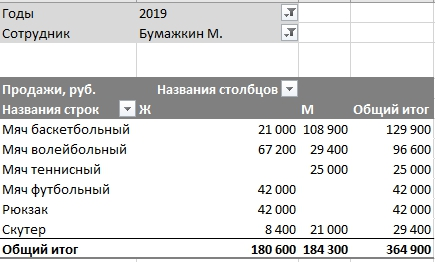 Годы 2019
Сотрудник Бумажкин М.
Продажи, руб. Названия столбцов
Названия строк Ж М Общий итог
Мяч баскетбольный 21 000 108 900 129 900
Мяч волейбольный 67 200 29 400 96 600
Мяч теннисный 25 000 25 000
Мяч футбольный 42 000 42 000
Рюкзак 42 000 42 000
Скутер 8 400 21 000 29 400
Общий итог 180 600 184 300 364 900